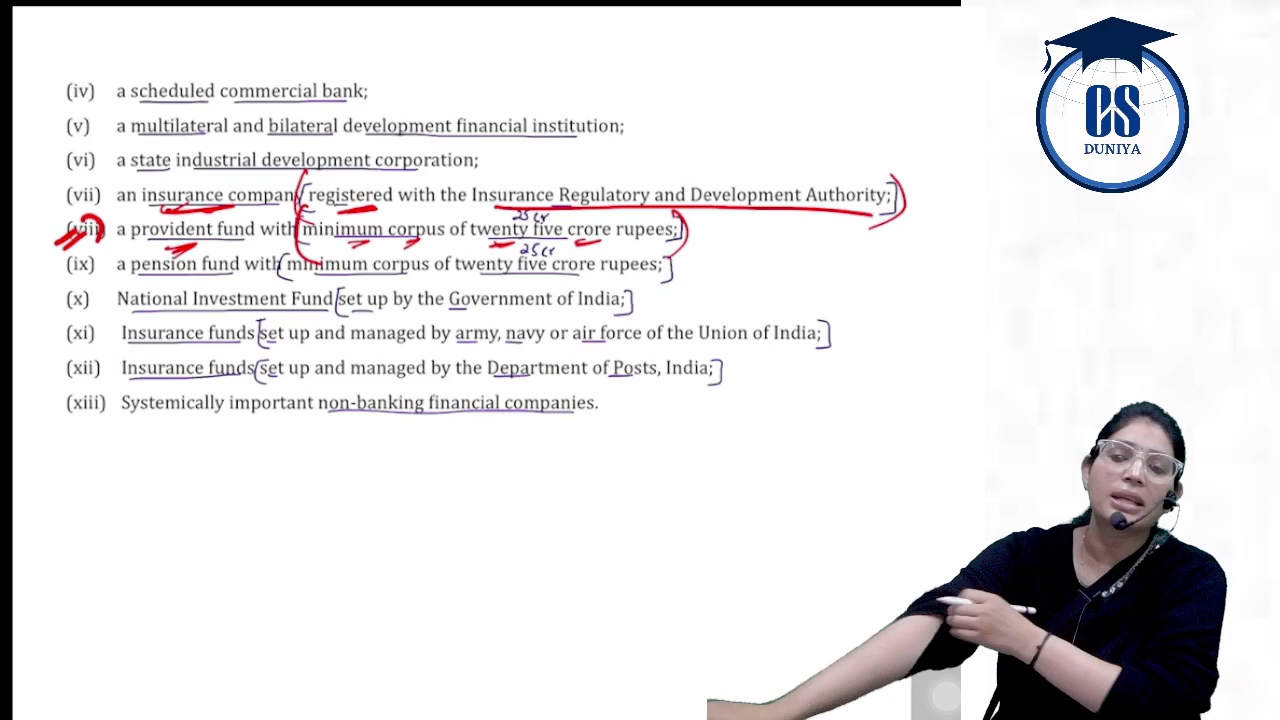 (iv) a scheduled commercial bank;
(v) a multilateral and bilateral development financial institution;
(vi) a state industrial development corporation;
(vii) an insurance company registered with the Insurance Regulatory and Development Authority;
25 cr
(viii) a provident fund with minimum corpus of twenty five crore rupees;
25 cr
(ix) a pension fund with minimum corpus of twenty five crore rupees;
(x) National Investment Fund set up by the Government of India;
(xi) Insurance funds set up and managed by army, navy or air force of the Union of India;
(xii) Insurance funds set up and managed by the Department of Posts, India;
(xiii) Systemically important non-banking financial companies.
CS
DUNIYA